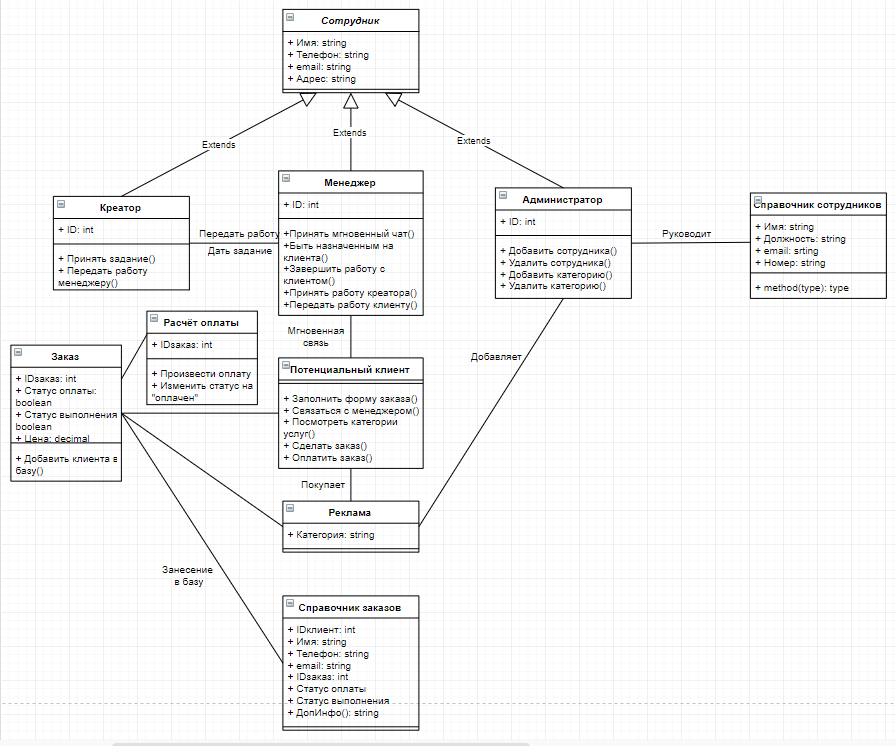 Сотрудник
+ Имя: string
+ Телефон: string
+ email: string
+ Адрес: string
Extends
Extends
Extends
Креатор
+ ID: int
+ Принять задание()
+ Передать работу
менеджеру()
Передать работу
Дать задание
Менеджер
+ ID: int
+Принять мгновенный чат()
+Быть назначенным на
клиента()
+Завершить работу с
клиентом()
+Принять работу креатора()
+Передать работу клиенту()
Администратор
+ ID: int
+ Добавить сотрудника()
+ Удалить сотрудника()
+ Добавить категорию()
+ Удалить категорию()
Руководит
Справочник сотрудников
+ Имя: string
+ Должность: string
+ email: srting
+ Номер: string
+ method(type): type
Расчёт оплаты
+ IDзаказ: int
+ Произвести оплату
+ Изменить статус на
"оплачен"
Мгновенная
связь
Заказ
+ IDзаказ: int
+ Статус оплаты:
boolean
+ Статус выполнения
boolean
+ Цена: decimal
+ Добавить клиента в
базу()
Потенциальный клиент
+ Заполнить форму заказа()
+ Связаться с менеджером()
+ Посмотреть категории
услуг()
+ Сделать заказ()
+ Оплатить заказ()
Добавляет
Покупает
Реклама
+ Категория: string
Занесение
в базу
Справочник заказов
+ IDклиент: int
+ Имя: string
+ Телефон: string
+ email: string
+ IDзаказ: int
+ Статус оплаты
+ Статус выполнения
+ ДопИнфо(): string